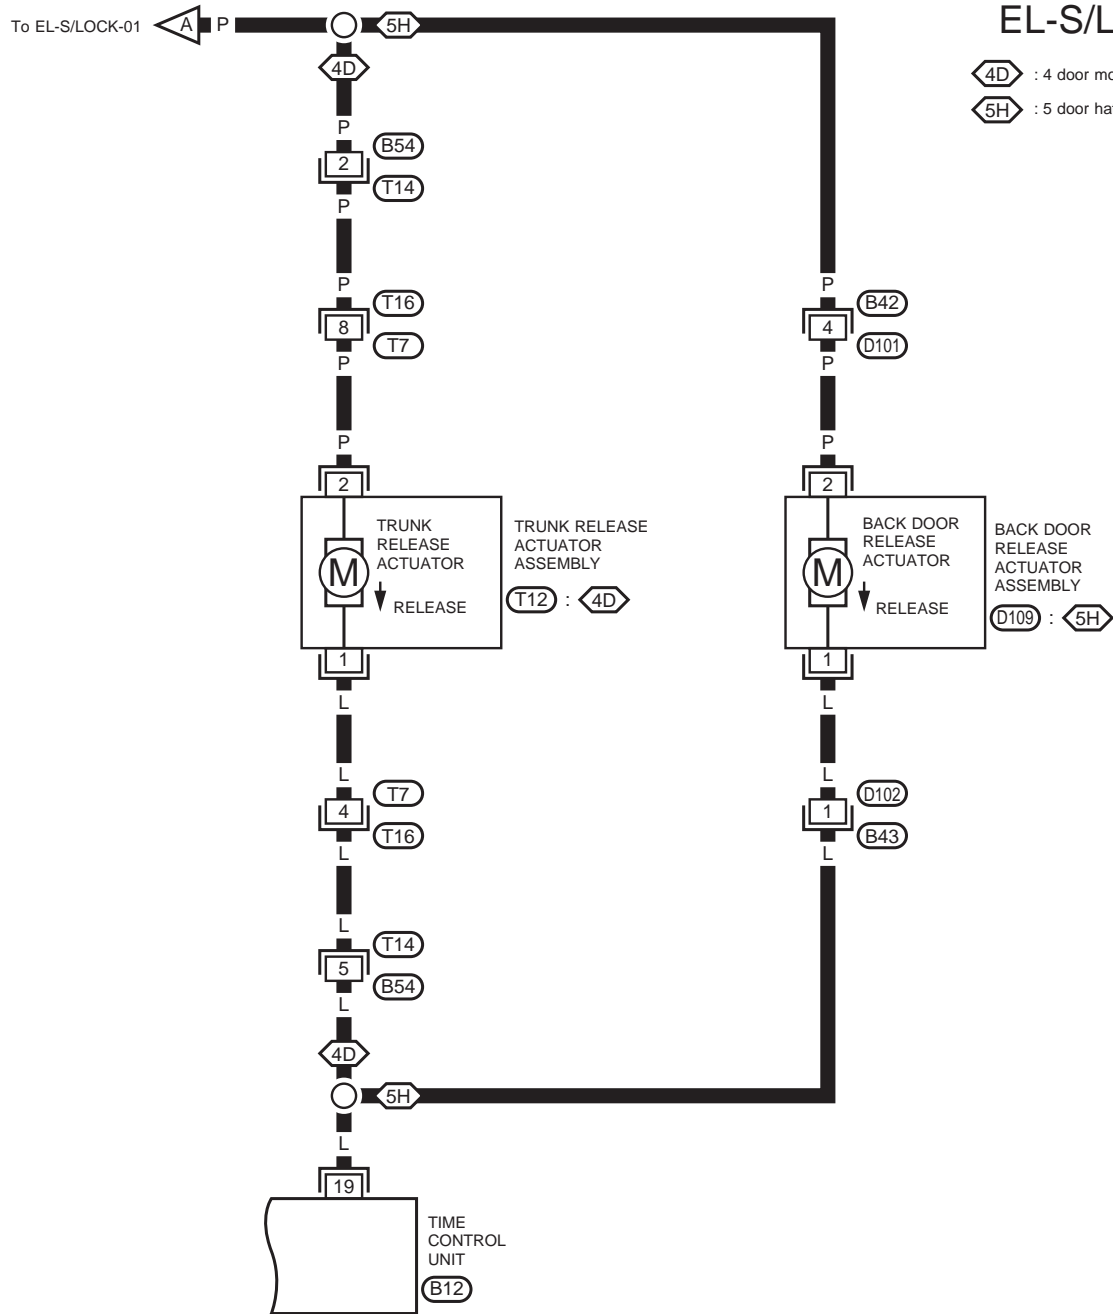 To EL-S/LOCK-01
A
P
5H
EL-S/L
4D : 4 door mo
5H : 5 door hat
4D
P
2
B54
T14
P
P
8
T16
T7
P
P
2
TRUNK
RELEASE
ACTUATOR
M
RELEASE
TRUNK RELEASE
ACTUATOR
ASSEMBLY
T12 : 4D
1
L
L
4
T7
T16
L
L
5
T14
B54
L
4D
5H
L
19
TIME
CONTROL
UNIT
B12
P
4
B42
D101
P
P
2
BACK DOOR
RELEASE
ACTUATOR
M
RELEASE
BACK DOOR
RELEASE
ACTUATOR
ASSEMBLY
D109 : 5H
1
L
L
1
D102
B43
L